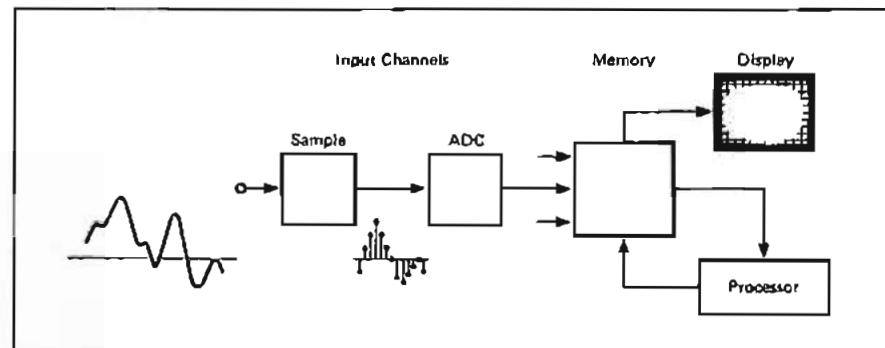 Input Channels
Memory
Display
Sample
ADC
Processor